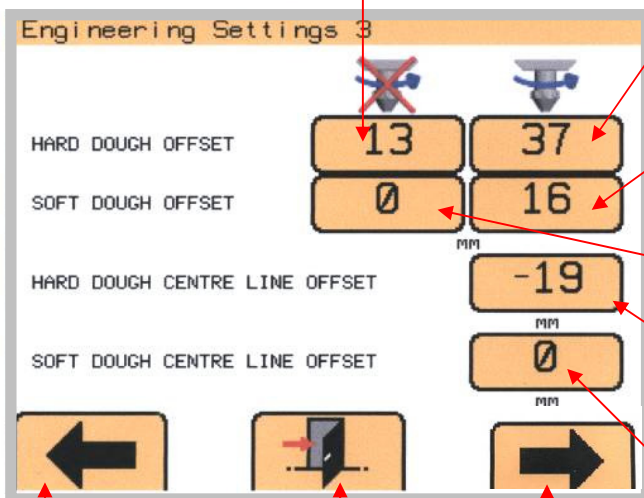 Engineering Settings 3
HARD DOUGH OFFSET 13 37
SOFT DOUGH OFFSET 0 16
MM
HARD DOUGH CENTRE LINE OFFSET -19
MM
SOFT DOUGH CENTRE LINE OFFSET 0
MM